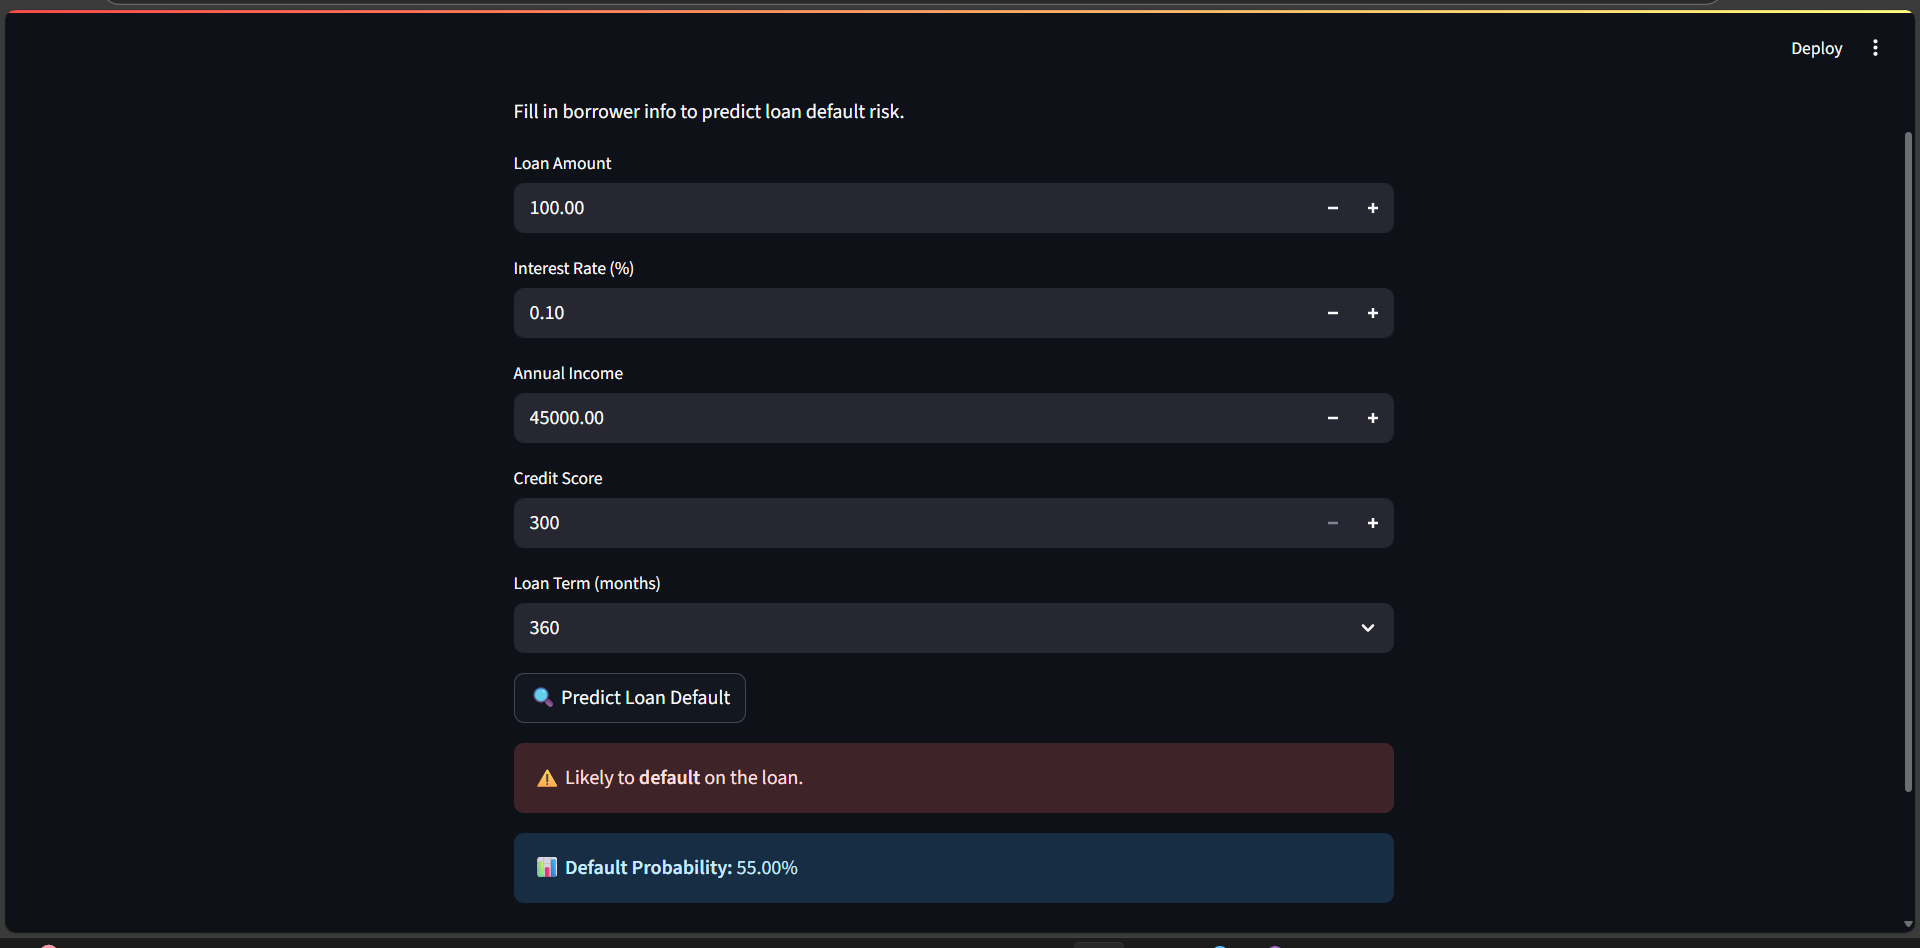 Deploy
Fill in borrower info to predict loan default risk.
Loan Amount
100.00
Interest Rate (%)
0.10
Annual Income
45000.00
Credit Score
300
Loan Term (months)
360
Predict Loan Default
Likely to default on the loan.
Default Probability: 55.00%